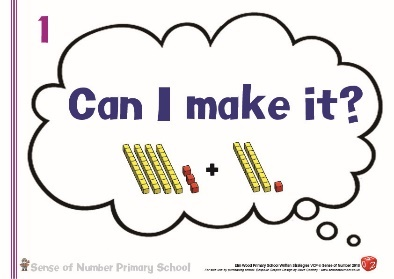 1
Can I make it?
+
Sense of Number Primary School